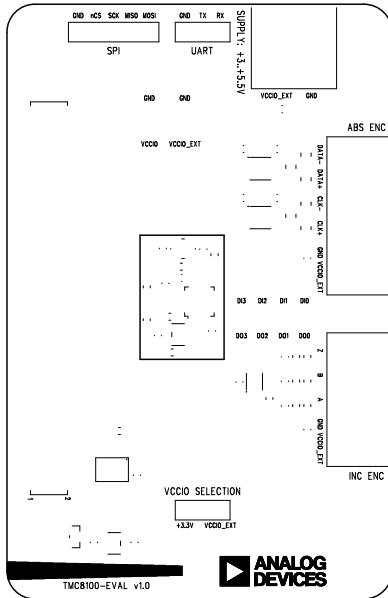 GND nCS SCK MISO MOSI
SPI
GND TX RX
UART
SUPPLY: +3..+5.5V
VCCIO_EXT GND
GND GND
VCCIO VCCIO_EXT
ABS ENC
DATA-
DATA+
CLK-
CLK+
GND VCCIO_EXT
DI3 DI2 DI1 DI0
DO3 DO2 DO1 DO0
Z
B
A
GND VCCIO_EXT
INC ENC
VCCIO SELECTION
+3.3V VCCIO_EXT
1 2
TMC8100-EVAL v1.0
ANALOG
DEVICES